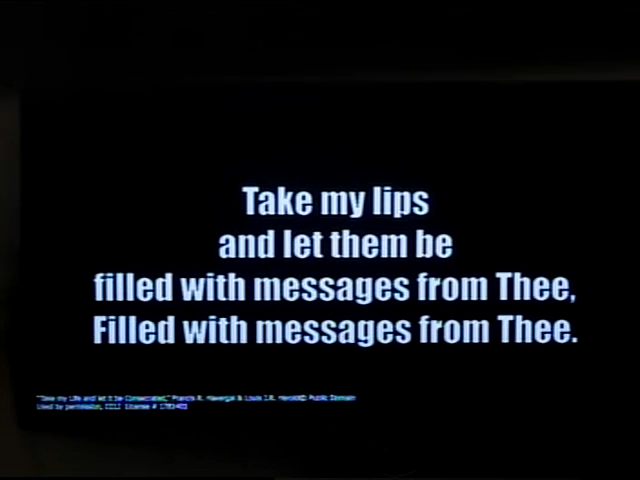 Take my lips
and let them be
filled with messages from Thee,
Filled with messages from Thee.
"Take my Life and let it be Consecrated," Francis R. Havergal & Louis J.F. Herold© Public Domain
Used by permission, CCLI License #